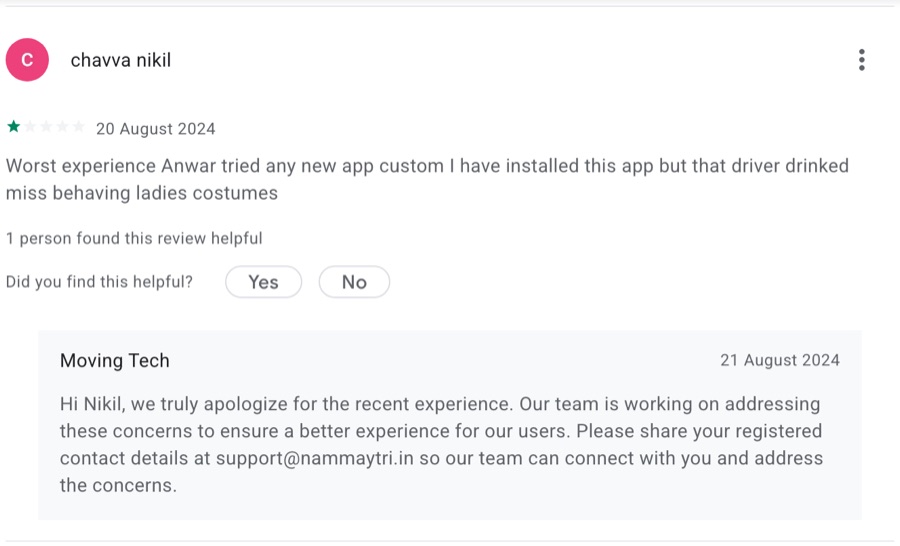 C
chavva nikil
20 August 2024
Worst experience Anwar tried any new app custom I have installed this app but that driver drinked
miss behaving ladies costumes
1 person found this review helpful
Did you find this helpful? Yes No
Moving Tech 21 August 2024
Hi Nikil, we truly apologize for the recent experience. Our team is working on addressing
these concerns to ensure a better experience for our users. Please share your registered
contact details at support@nammaytri.in so our team can connect with you and address
the concerns.